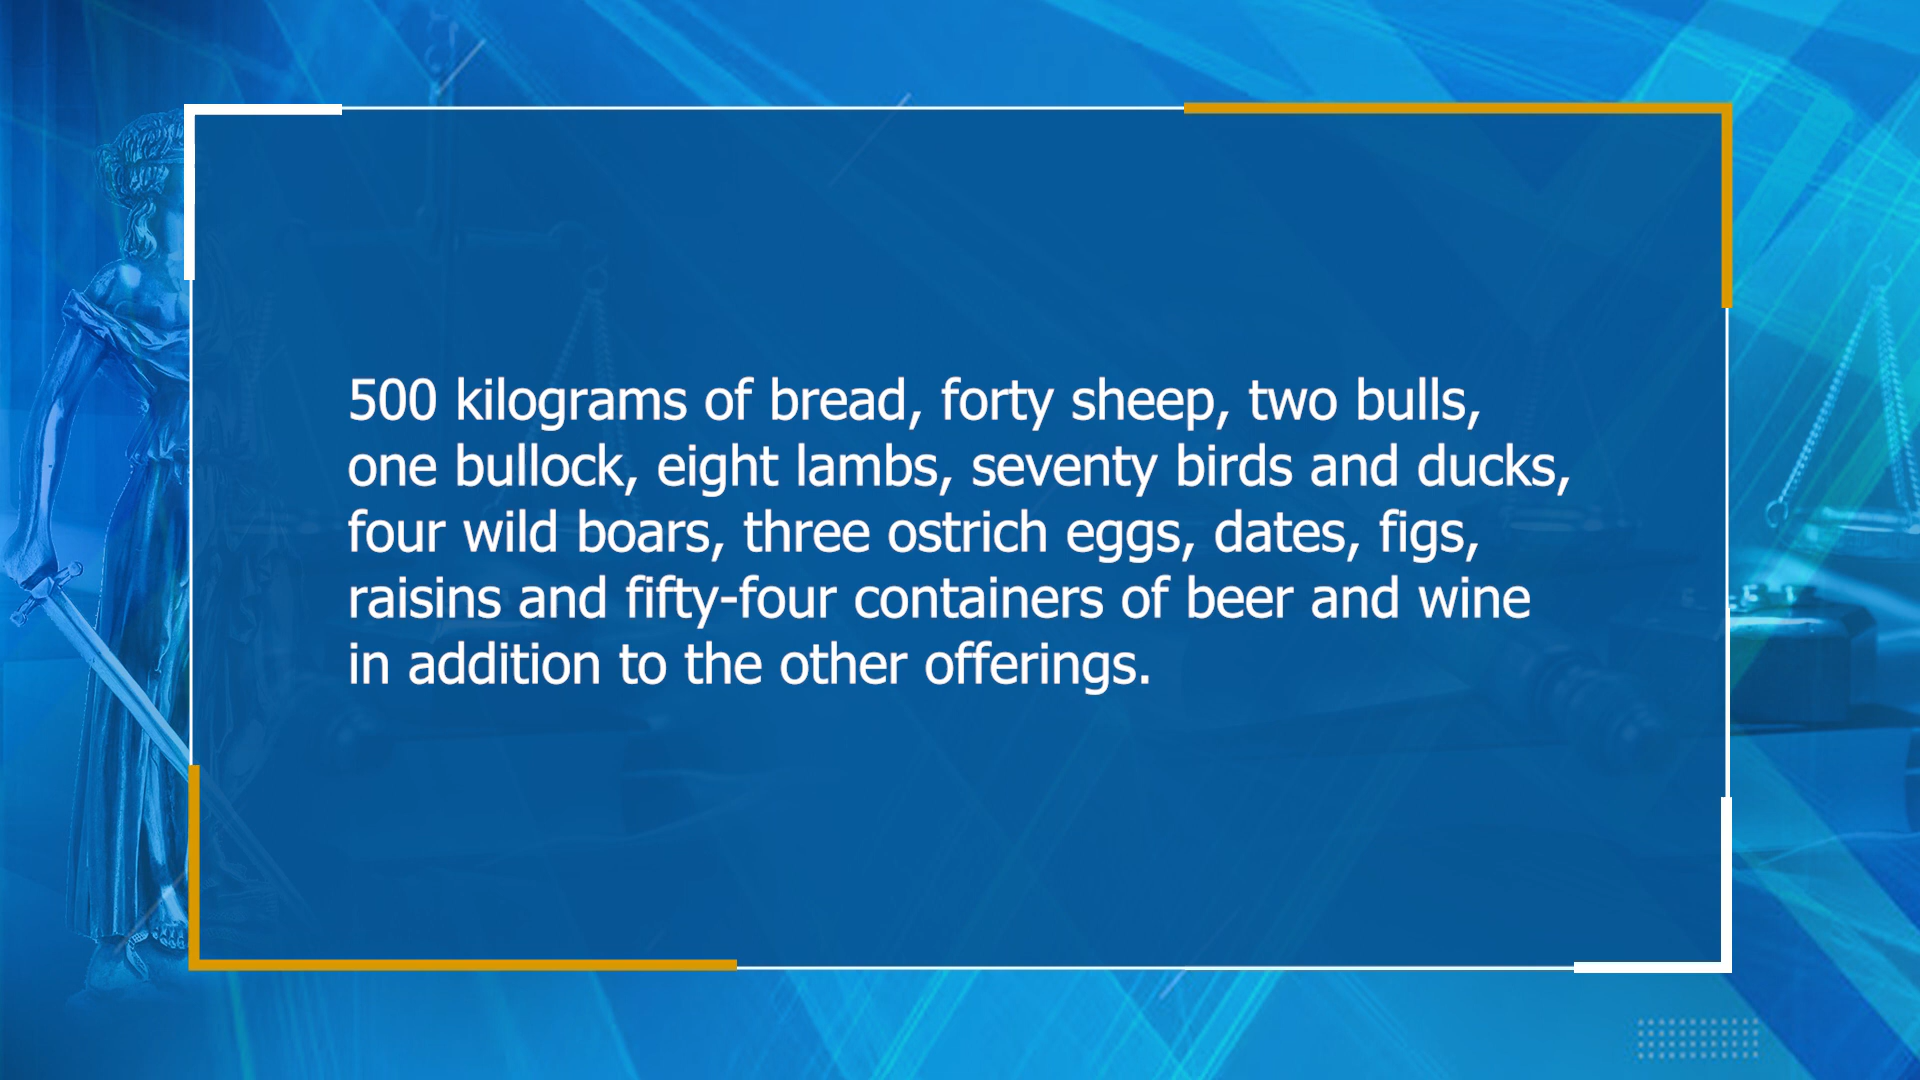 500 kilograms of bread, forty sheep, two bulls,
one bullock, eight lambs, seventy birds and ducks,
four wild boars, three ostrich eggs, dates, figs,
raisins and fifty-four containers of beer and wine
in addition to the other offerings.